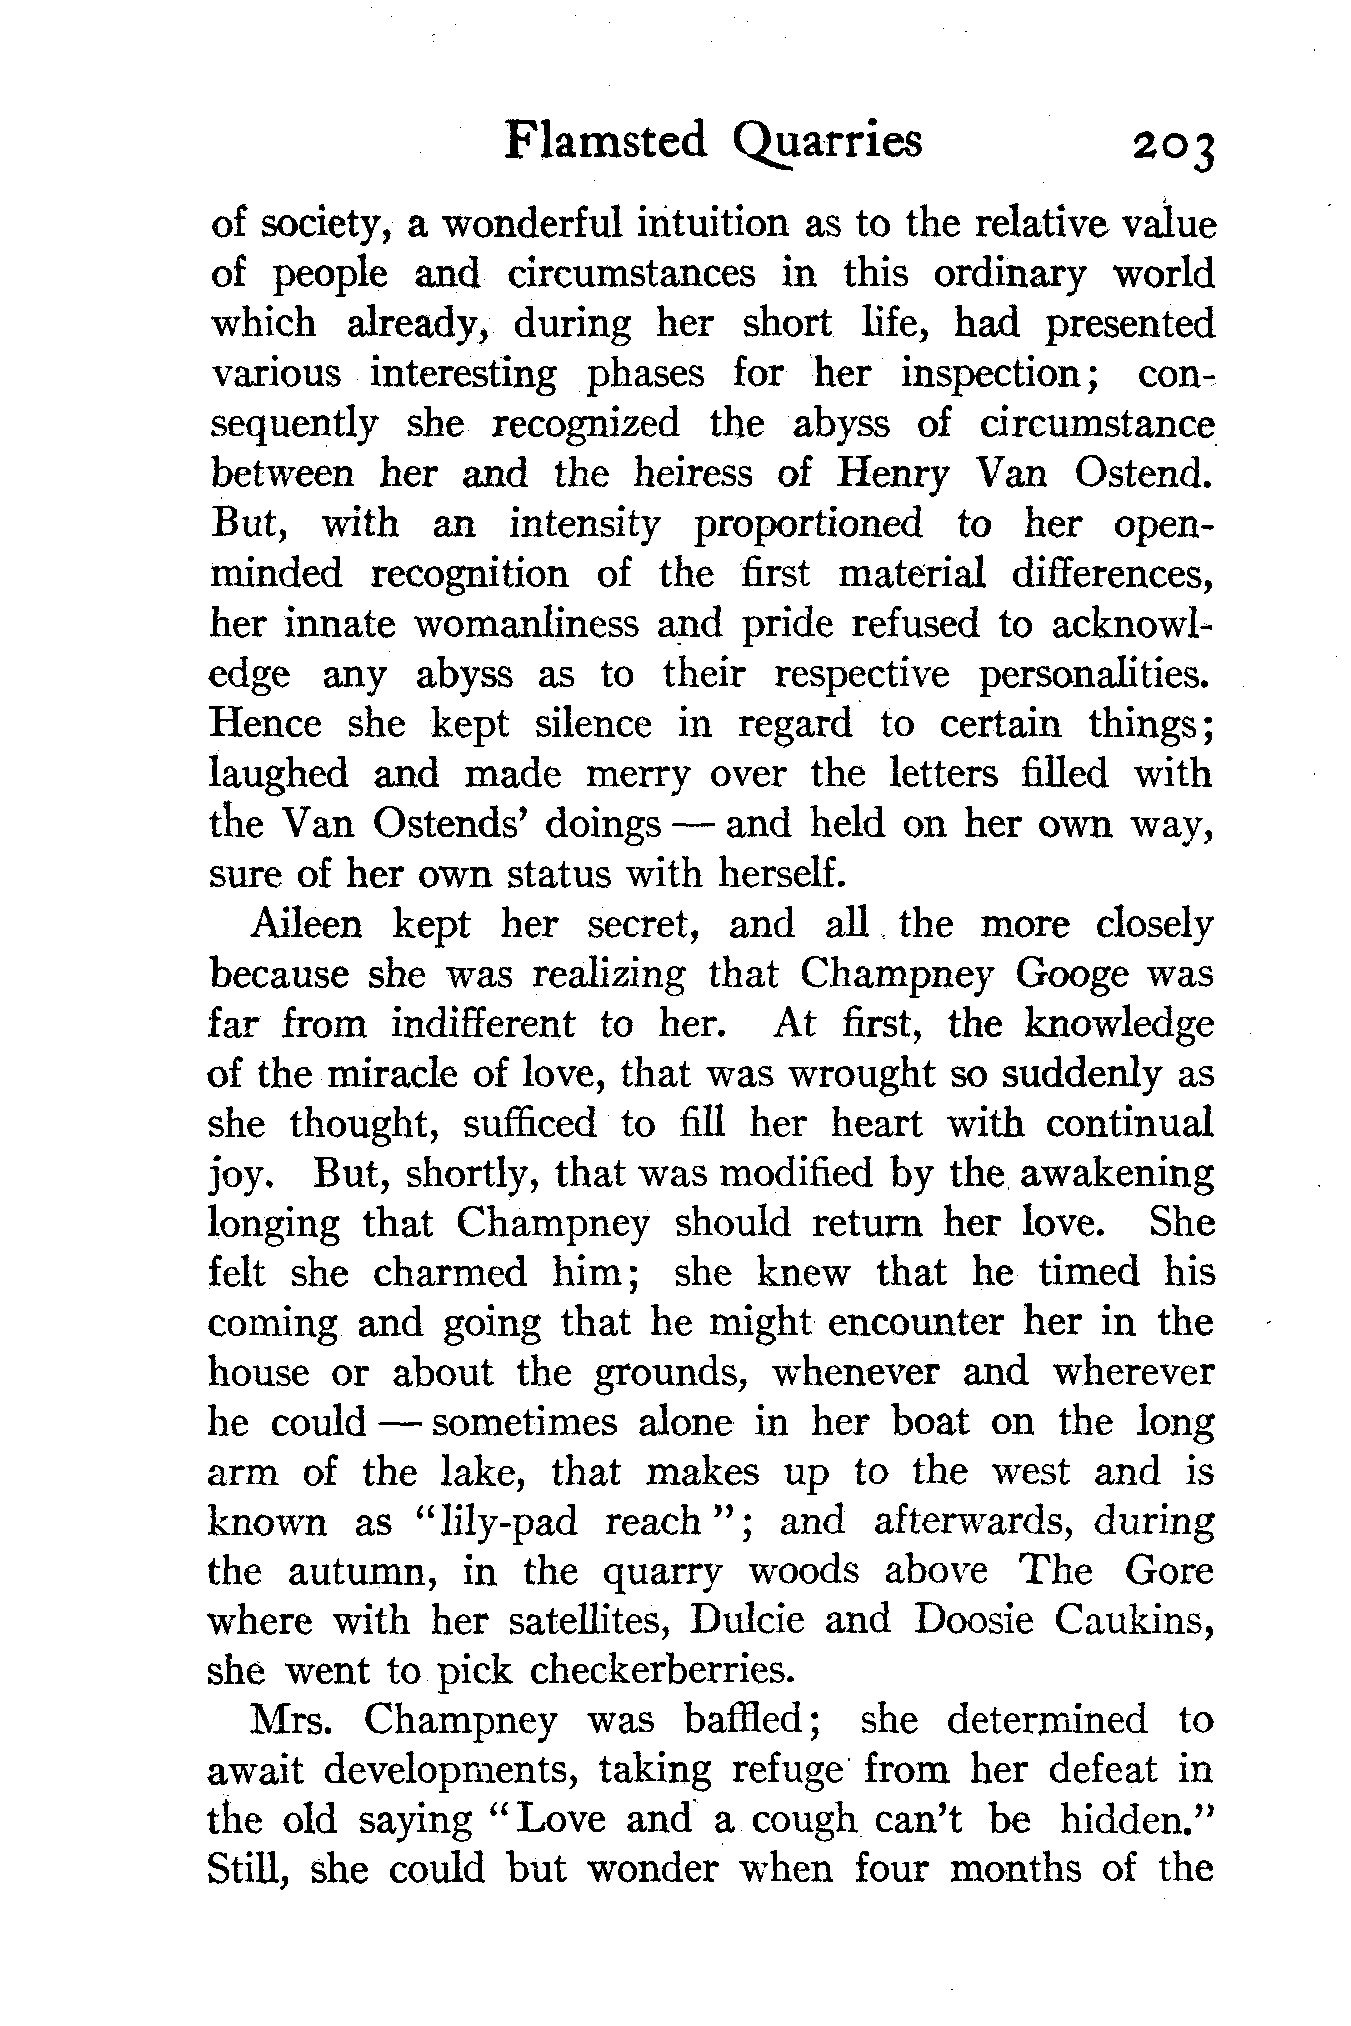 Flamsted Quarries 203
of society, a wonderful intuition as to the relative value
of people and circumstances in this ordinary world
which already, during her short life, had presented
various interesting phases for her inspection; con-
sequently she recognized the abyss of circumstance
between her and the heiress of Henry Van Ostend.
But, with an intensity proportioned to her open-
minded recognition of the first material differences,
her innate womanliness and pride refused to acknowl-
edge any abyss as to their respective personalities.
Hence she kept silence in regard to certain things;
laughed and made merry over the letters filled with
the Van Ostends' doings — and held on her own way,
sure of her own status with herself.
Aileen kept her secret, and all the more closely
because she was realizing that Champney Googe was
far from indifferent to her. At first, the knowledge
of the miracle of love, that was wrought so suddenly as
she thought, sufficed to fill her heart with continual
joy. But, shortly, that was modified by the awakening
longing that Champney should return her love. She
felt she charmed him; she knew that he timed his
coming and going that he might encounter her in the
house or about the grounds, whenever and wherever
he could — sometimes alone in her boat on the long
arm of the lake, that makes up to the west and is
known as "lily-pad reach"; and afterwards, during
the autumn, in the quarry woods above The Gore
where with her satellites, Dulcie and Doosie Caukins,
she went to pick checkerberries.
Mrs. Champney was baffled; she determined to
await developments, taking refuge from her defeat in
the old saying "Love and a cough can't be hidden."
Still, she could but wonder when four months of the